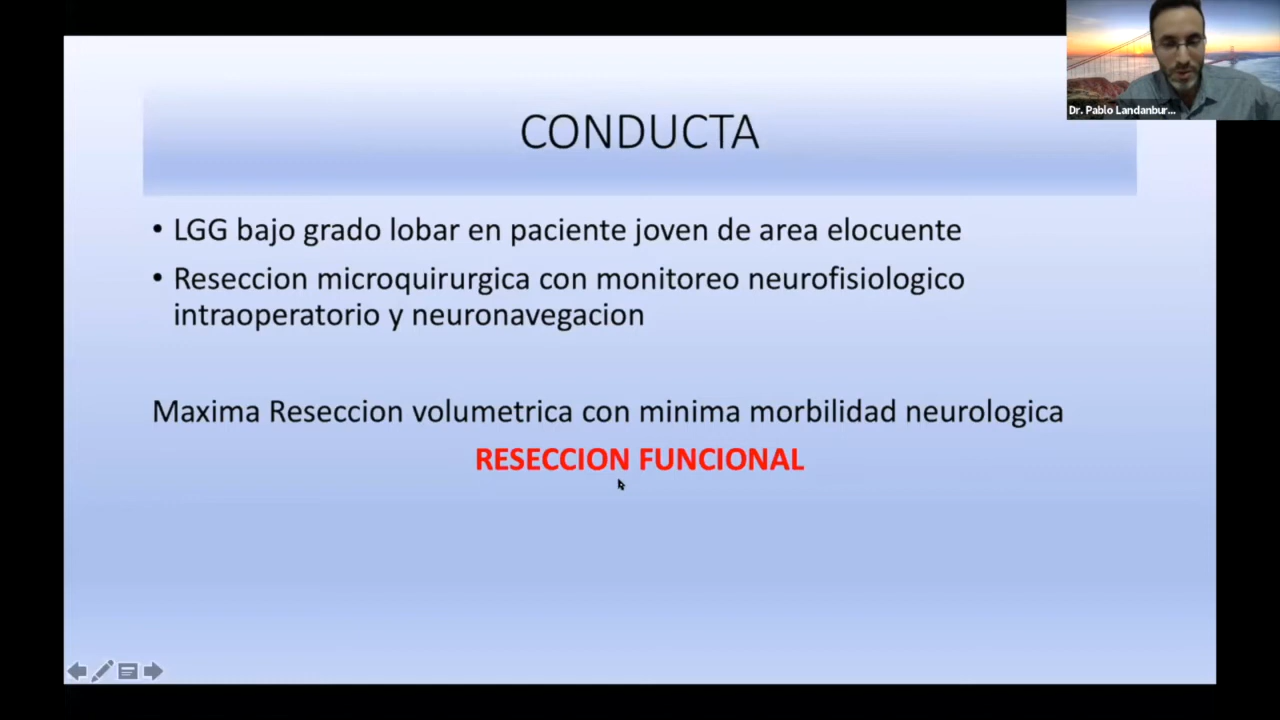 Dr. Pablo Landanbur...
CONDUCTA
• LGG bajo grado lobar en paciente joven de area elocuente
• Reseccion microquirurgica con monitoreo neurofisiologico
intraoperatorio y neuronavegacion
Maxima Reseccion volumetrica con minima morbilidad neurologica
RESECCION FUNCIONAL